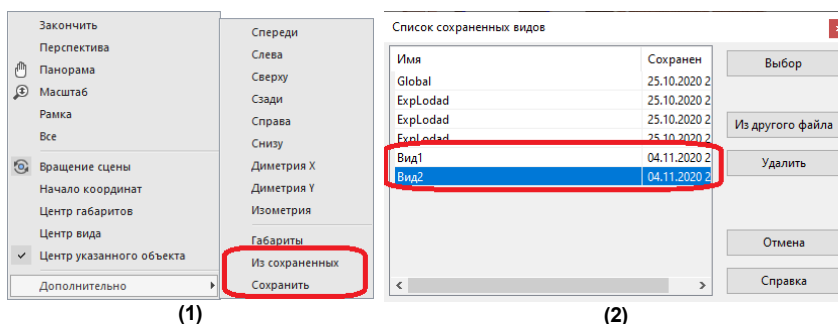 Закончить
Перспектива
Панорама
Масштаб
Рамка
Все
Вращение сцены
Начало координат
Центр габаритов
Центр вида
Центр указанного объекта
Дополнительно
Спереди
Слева
Сверху
Сзади
Справа
Снизу
Диметрия X
Диметрия Y
Изометрия
Габариты
Из сохраненных
Сохранить
(1)
Список сохраненных видов
Имя Сохранен
Global 25.10.2020 2
ExpLodad 25.10.2020 2
ExpLodad 25.10.2020 2
ExpLodad 25.10.2020 2
Вид1 04.11.2020 2
Вид2 04.11.2020 2
Выбор
Из другого файла
Удалить
Отмена
Справка
(2)